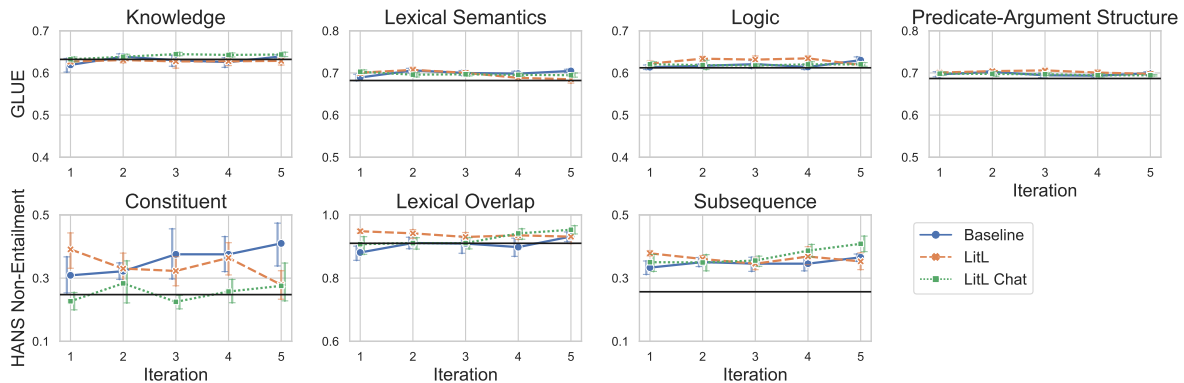 Knowledge
Lexical Semantics
Logic
Predicate-Argument Structure
GLUE
0.7
0.6
0.5
0.4
1 2 3 4 5
0.8
0.7
0.6
0.5
1 2 3 4 5
0.7
0.6
0.5
0.4
1 2 3 4 5
0.8
0.7
0.6
0.5
1 2 3 4 5
Iteration
Constituent
Lexical Overlap
Subsequence
HANS Non-Entailment
0.5
0.3
0.1
1 2 3 4 5
Iteration
1.0
0.8
0.6
1 2 3 4 5
Iteration
0.5
0.3
0.1
1 2 3 4 5
Iteration
Baseline
LitL
LitL Chat